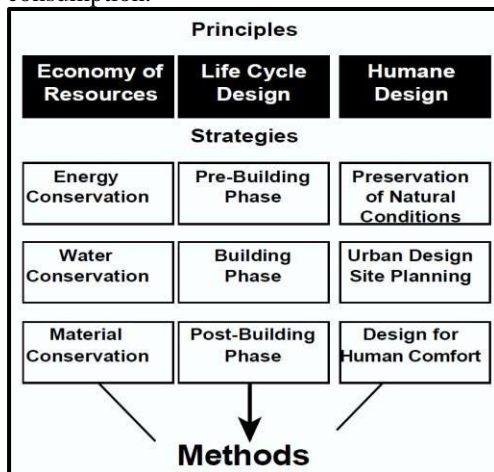 consumption.
Principles
Economy of
Resources
Life Cycle
Design
Humane
Design
Strategies
Energy
Conservation
Pre-Building
Phase
Preservation
of Natural
Conditions
Water
Conservation
Building
Phase
Urban Design
Site Planning
Material
Conservation
Post-Building
Phase
Design for
Human Comfort
Methods